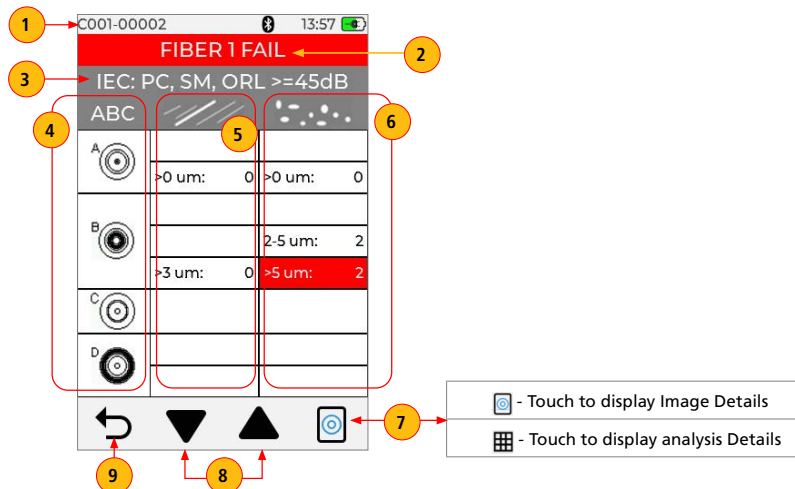 1
C001-00002 13:57
FIBER 1 FAIL
2
3
IEC: PC, SM, ORL >=45dB
ABC
4
5
6
A
>0 um: 0 >0 um: 0
B
2-5 um: 2
>3 um: 0 >5 um: 2
C
D
7
- Touch to display Image Details
- Touch to display analysis Details
9
8